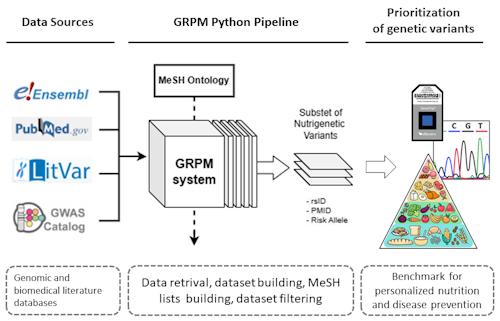 Data Sources
GRPM Python Pipeline
Prioritization
of genetic variants
e!Ensembl
PubMed.gov
LitVar
GWAS
Catalog
MeSH Ontology
GRPM
system
Substet of
Nutrigenetic
Variants
- rsID
- PMID
- Risk Allele
C G T
Genomic and
biomedical literature
databases
Data retrival, dataset building, MeSH
lists building, dataset filtering
Benchmark for
personalized nutrition
and disease prevention